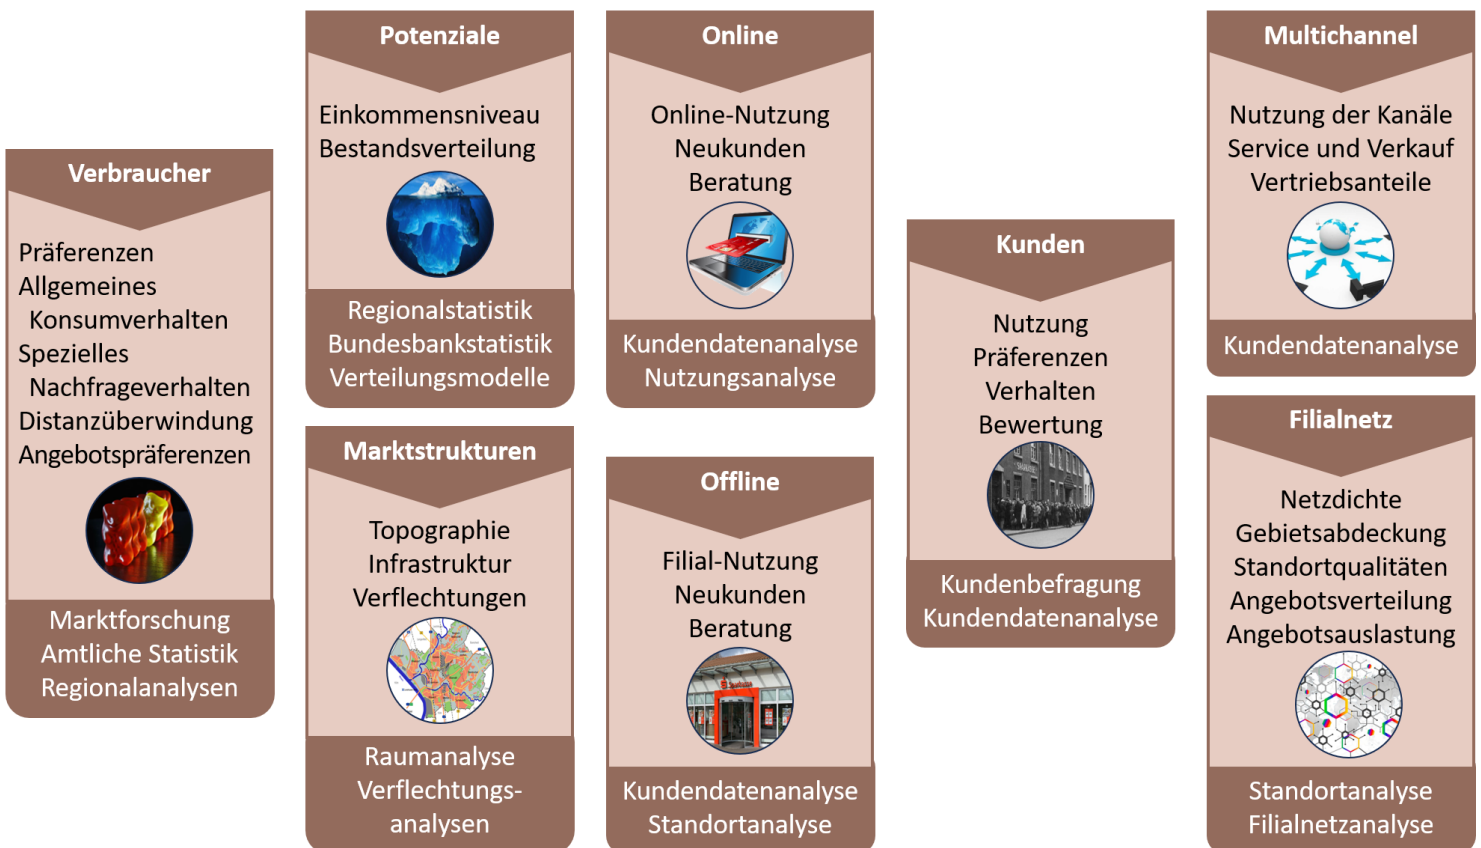 Verbraucher
Präferenzen
Allgemeines
Konsumverhalten
Spezielles
Nachfrageverhalten
Distanzüberwindung
Angebotspräferenzen
Marktforschung
Amtliche Statistik
Regionalanalysen
Potenziale
Einkommensniveau
Bestandsverteilung
Regionalstatistik
Bundesbankstatistik
Verteilungsmodelle
Marktstrukturen
Topographie
Infrastruktur
Verflechtungen
Raumanalyse
Verflechtungs-
analysen
Online
Online-Nutzung
Neukunden
Beratung
Kundendatenanalyse
Nutzungsanalyse
Offline
Filial-Nutzung
Neukunden
Beratung
Sparkasse
Kundendatenanalyse
Standortanalyse
Kunden
Nutzung
Präferenzen
Verhalten
Bewertung
Kundenbefragung
Kundendatenanalyse
Multichannel
Nutzung der Kanäle
Service und Verkauf
Vertriebsanteile
Kundendatenanalyse
Filialnetz
Netzdichte
Gebietsabdeckung
Standortqualitäten
Angebotsverteilung
Angebotsauslastung
Standortanalyse
Filialnetzanalyse